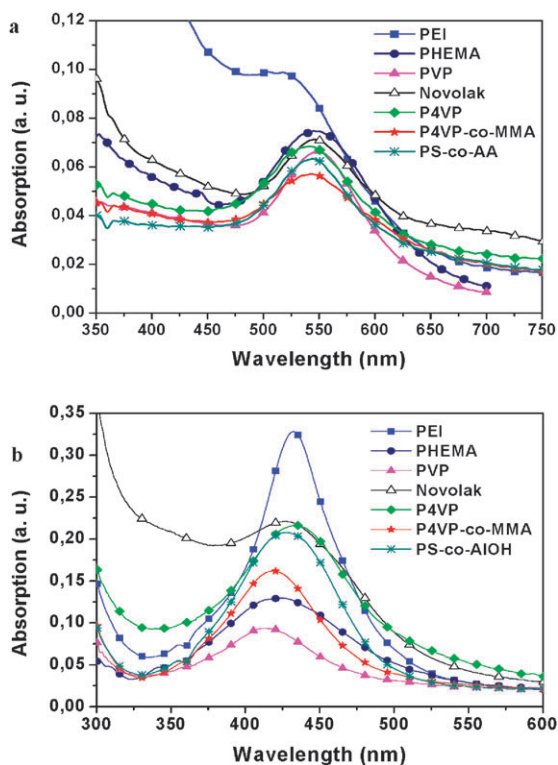 a
Absorption (a. u.)
0,12
0,10
0,08
0,06
0,04
0,02
0,00
350 400 450 500 550 600 650 700 750
Wavelength (nm)
PEI
PHEMA
PVP
Novolak
P4VP
P4VP-co-MMA
PS-co-AA
b
Absorption (a. u.)
0,35
0,30
0,25
0,20
0,15
0,10
0,05
0,00
300 350 400 450 500 550 600
Wavelength (nm)
PEI
PHEMA
PVP
Novolak
P4VP
P4VP-co-MMA
PS-co-AlOH